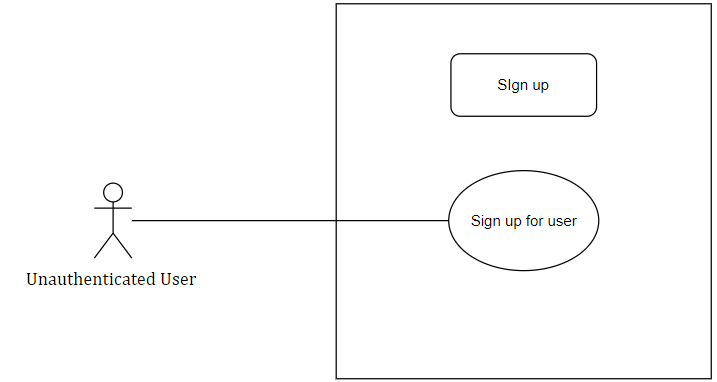 SIgn up
Sign up for user
Unauthenticated User